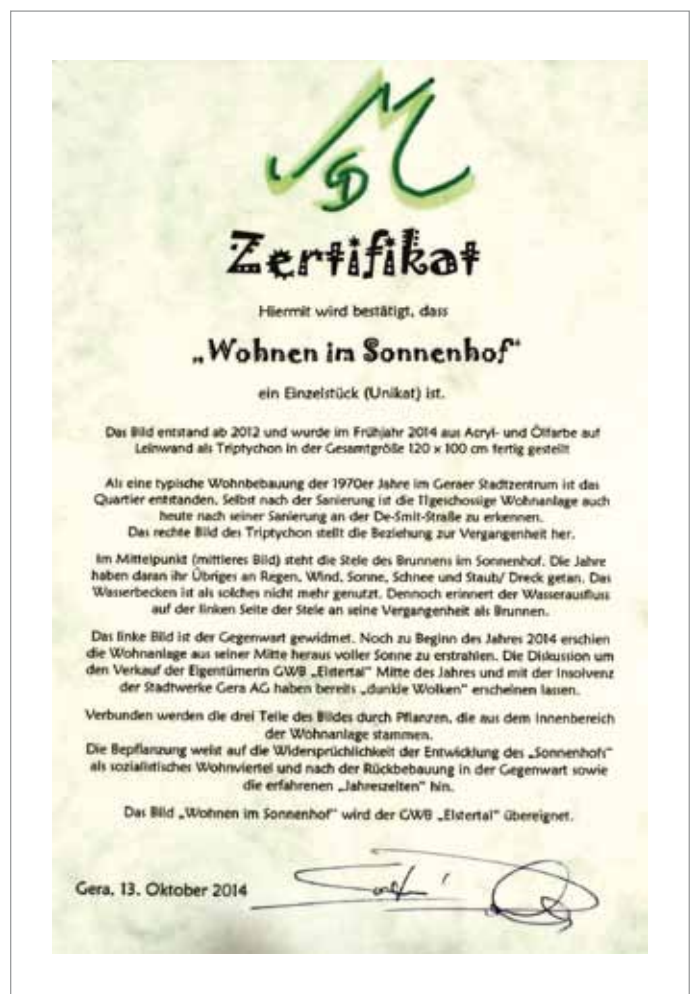 Zertifikat
Hiermit wird bestätigt, dass
„Wohnen im Sonnenhof“
ein Einzelstück (Unikat) ist.
Das Bild entstand ab 2012 und wurde im Frühjahr 2014 aus Acryl- und Ölfarbe auf
Leinwand als Triptychon in der Gesamtgröße 120 x 100 cm fertig gestellt
Als eine typische Wohnbebauung der 1970er Jahre im Geraer Stadtzentrum ist das
Quartier entstanden. Selbst nach der Sanierung ist die 11geschossige Wohnanlage auch
heute nach seiner Sanierung an der De-Smit-Straße zu erkennen.
Das rechte Bild des Triptychon stellt die Beziehung zur Vergangenheit her.
Im Mittelpunkt (mittleres Bild) steht die Stele des Brunnens im Sonnenhof. Die Jahre
haben daran ihr Übriges an Regen, Wind, Sonne, Schnee und Staub/ Dreck getan. Das
Wasserbecken ist als solches nicht mehr genutzt. Dennoch erinnert der Wasserausfluss
auf der linken Seite der Stele an seine Vergangenheit als Brunnen.
Das linke Bild ist der Gegenwart gewidmet. Noch zu Beginn des Jahres 2014 erschien
die Wohnanlage aus seiner Mitte heraus voller Sonne zu erstrahlen. Die Diskussion um
den Verkauf der Eigentümerin GWB „Elstertal“ Mitte des Jahres und mit der Insolvenz
der Stadtwerke Gera AG haben bereits „dunkle Wolken“ erscheinen lassen.
Verbunden werden die drei Teile des Bildes durch Pflanzen, die aus dem Innenbereich
der Wohnanlage stammen.
Die Bepflanzung weist auf die Widersprüchlichkeit der Entwicklung des „Sonnenhofs“
als sozialistisches Wohnviertel und nach der Rückbebauung in der Gegenwart sowie
die erfahrenen „Jahreszeiten“ hin.
Das Bild „Wohnen im Sonnenhof“ wird der GWB „Elstertal“ übereignet.
Gera, 13. Oktober 2014